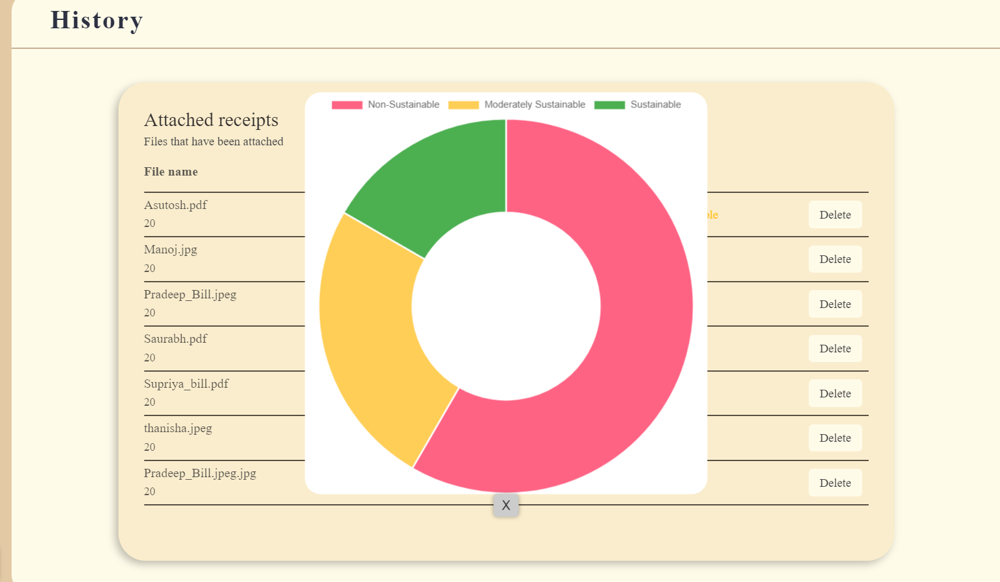 History
Non-Sustainable Moderately Sustainable Sustainable
Attached receipts
Files that have been attached
File name
Asutosh.pdf
20
Delete
Manoj.jpg
20
Delete
Pradeep_Bill.jpeg
20
Delete
Saurabh.pdf
20
Delete
Supriya_bill.pdf
20
Delete
thanisha.jpeg
20
Delete
Pradeep_Bill.jpeg.jpg
20
Delete
X